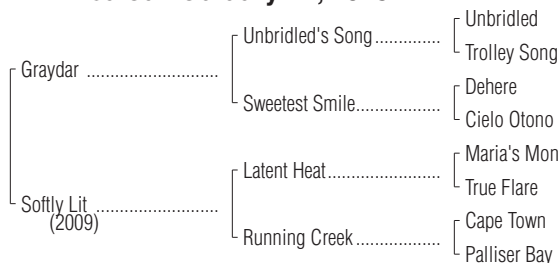 Unbridled
Unbridled's Song
Trolley Song
Graydar
Dehere
Sweetest Smile
Cielo Otono
Maria's Mon
Latent Heat
True Flare
Softly Lit
(2009)
Cape Town
Running Creek
Palliser Bay